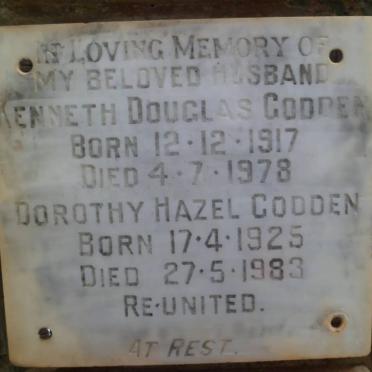 IN LOVING MEMORY OF
MY BELOVED HUSBAND
KENNETH DOUGLAS CODDEN
BORN 12·12·1917
DIED 4·7·1978
DOROTHY HAZEL CODDEN
BORN 17·4·1925
DIED 27·5·1983
RE-UNITED.
AT REST.